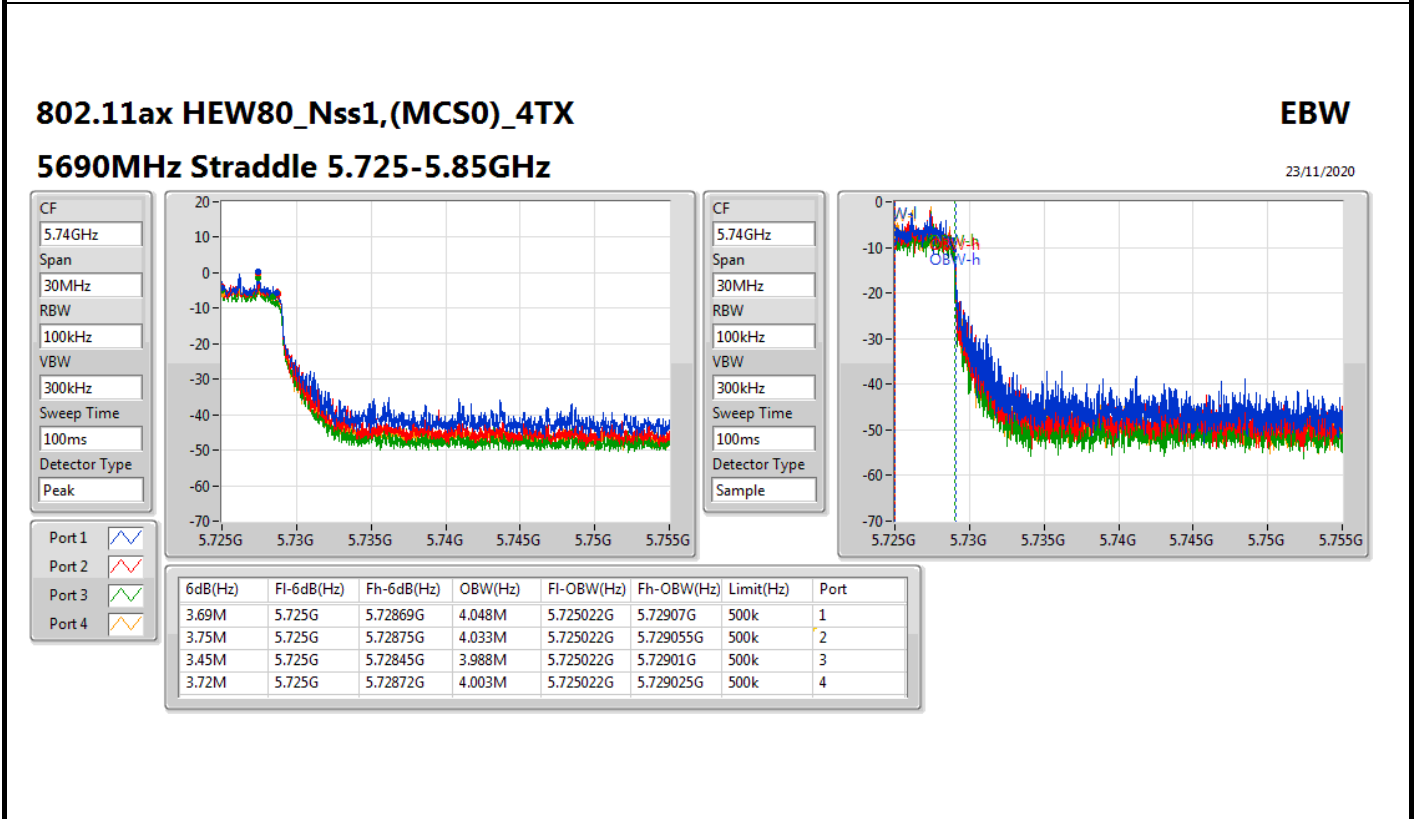 802.11ax HEW80_Nss1,(MCS0)_4TX
EBW
5690MHz Straddle 5.725-5.85GHz
23/11/2020
CF
5.74GHz
Span
30MHz
RBW
100kHz
VBW
300kHz
Sweep Time
100ms
Detector Type
Peak
20
10
0
-10
-20
-30
-40
-50
-60
-70
5.725G 5.73G 5.735G 5.74G 5.745G 5.75G 5.755G
CF
5.74GHz
Span
30MHz
RBW
100kHz
VBW
300kHz
Sweep Time
100ms
Detector Type
Sample
0
-10
-20
-30
-40
-50
-60
-70
OBW-h
5.725G 5.73G 5.735G 5.74G 5.745G 5.75G 5.755G
Port 1
Port 2
Port 3
Port 4
6dB(Hz) Fl-6dB(Hz) Fh-6dB(Hz) OBW(Hz) Fl-OBW(Hz) Fh-OBW(Hz) Limit(Hz) Port
3.69M 5.725G 5.72869G 4.048M 5.725022G 5.72907G 500k 1
3.75M 5.725G 5.72875G 4.033M 5.725022G 5.729055G 500k 2
3.45M 5.725G 5.72845G 3.988M 5.725022G 5.72901G 500k 3
3.72M 5.725G 5.72872G 4.003M 5.725022G 5.729025G 500k 4